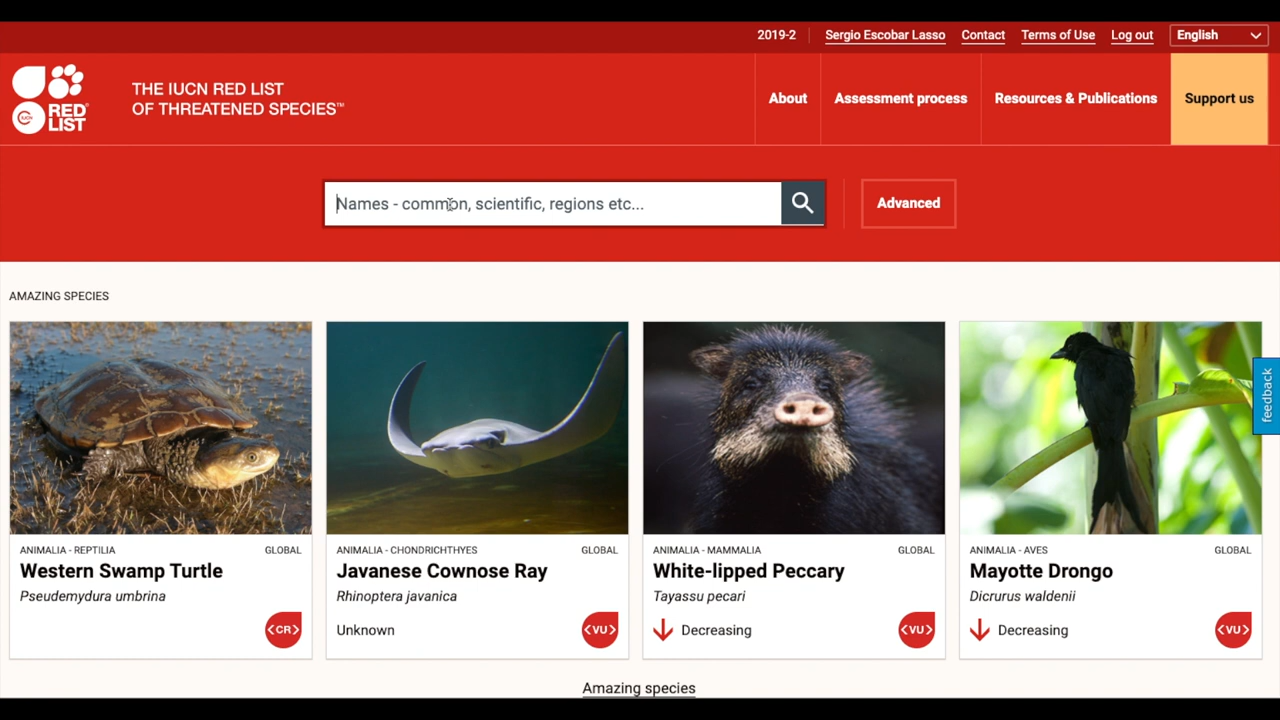 2019-2
Sergio Escobar Lasso
Contact
Terms of Use
Log out
English
RED LIST
IUCN
THE IUCN RED LIST
OF THREATENED SPECIES™
About
Assessment process
Resources & Publications
Support us
Names - common, scientific, regions etc...
Advanced
AMAZING SPECIES
feedback
ANIMALIA - REPTILIA GLOBAL
Western Swamp Turtle
Pseudemydura umbrina
<CR>
ANIMALIA - CHONDRICHTHYES GLOBAL
Javanese Cownose Ray
Rhinoptera javanica
Unknown <VU>
ANIMALIA - MAMMALIA GLOBAL
White-lipped Peccary
Tayassu pecari
Decreasing <VU>
ANIMALIA - AVES GLOBAL
Mayotte Drongo
Dicrurus waldenii
Decreasing <VU>
Amazing species